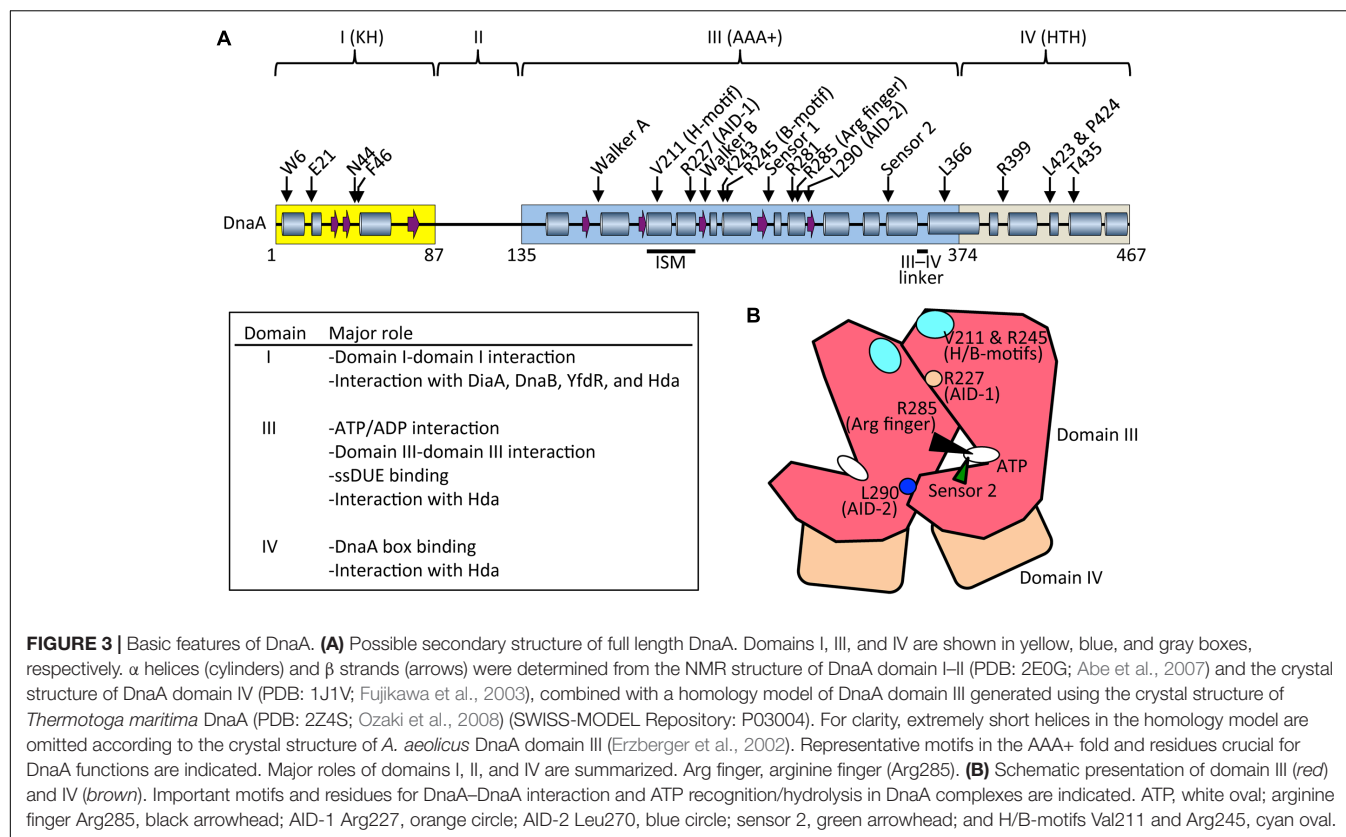 A
I (KH)
II
III (AAA+)
IV (HTH)
W6
E21
N44
F46
Walker A
V211 (H-motif)
R227 (AID-1)
Walker B
K243
R245 (B-motif)
Sensor 1
R281
R285 (Arg finger)
L290 (AID-2)
Sensor 2
L366
R399
L423 & P424
T435
DnaA
1
87
135
ISM
III–IV
linker
374
467
Domain Major role
I -Domain I-domain I interaction
-Interaction with DiaA, DnaB, YfdR, and Hda
III -ATP/ADP interaction
-Domain III-domain III interaction
-ssDUE binding
-Interaction with Hda
IV -DnaA box binding
-Interaction with Hda
B
V211 & R245
(H/B-motifs)
R227
(AID-1)
R285
(Arg finger)
Domain III
ATP
L290
(AID-2)
Sensor 2
Domain IV
FIGURE 3 | Basic features of DnaA. (A) Possible secondary structure of full length DnaA. Domains I, III, and IV are shown in yellow, blue, and gray boxes,
respectively. α helices (cylinders) and β strands (arrows) were determined from the NMR structure of DnaA domain I–II (PDB: 2E0G; Abe et al., 2007) and the crystal
structure of DnaA domain IV (PDB: 1J1V; Fujikawa et al., 2003), combined with a homology model of DnaA domain III generated using the crystal structure of
Thermotoga maritima DnaA (PDB: 2Z4S; Ozaki et al., 2008) (SWISS-MODEL Repository: P03004). For clarity, extremely short helices in the homology model are
omitted according to the crystal structure of A. aeolicus DnaA domain III (Erzberger et al., 2002). Representative motifs in the AAA+ fold and residues crucial for
DnaA functions are indicated. Major roles of domains I, II, and IV are summarized. Arg finger, arginine finger (Arg285). (B) Schematic presentation of domain III (red)
and IV (brown). Important motifs and residues for DnaA–DnaA interaction and ATP recognition/hydrolysis in DnaA complexes are indicated. ATP, white oval; arginine
finger Arg285, black arrowhead; AID-1 Arg227, orange circle; AID-2 Leu270, blue circle; sensor 2, green arrowhead; and H/B-motifs Val211 and Arg245, cyan oval.